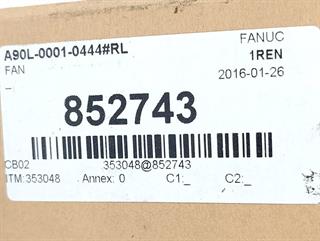 A90L-0001-0444#RL FANUC
FAN 1REN
_ 2016-01-26
852743
CB02 353048@852743
ITM:353048 Annex: 0 C1:_ C2:_